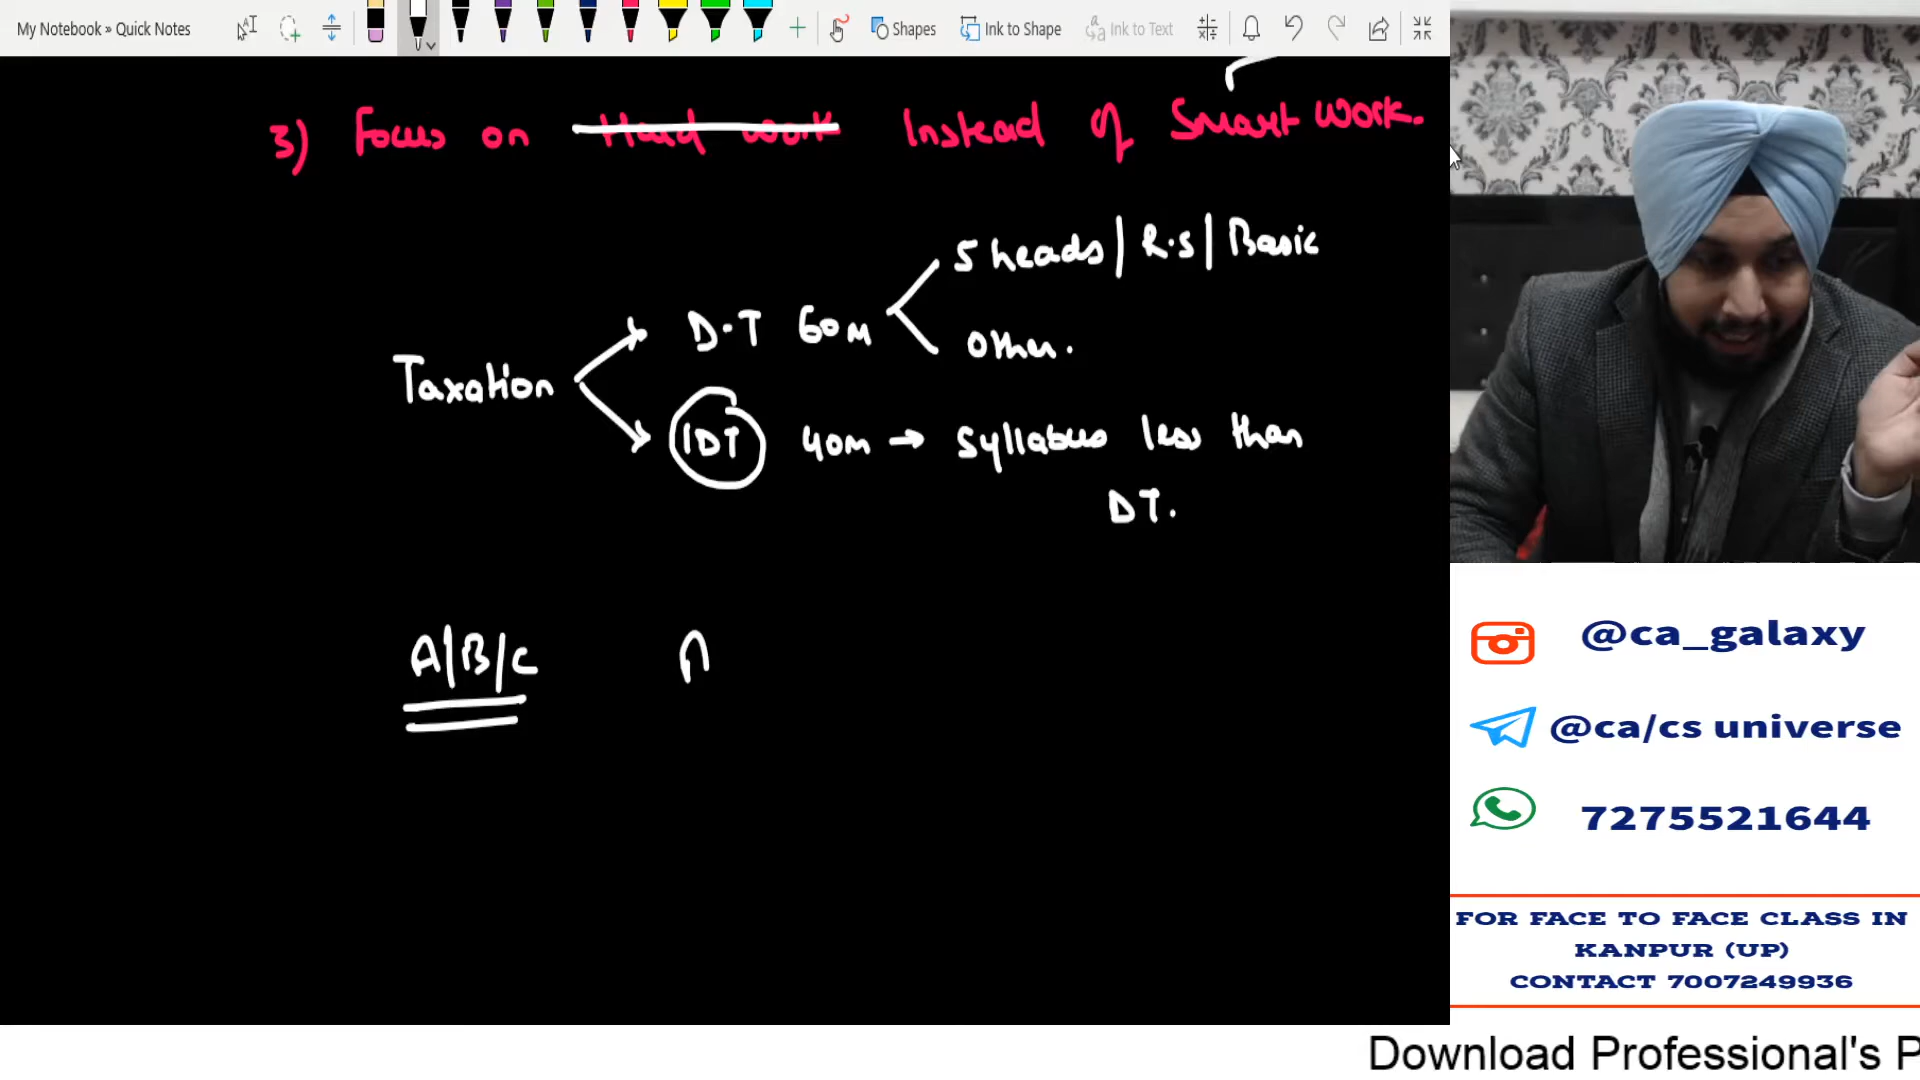 My Notebook » Quick Notes
Shapes
Ink to Shape
Ink to Text
3) Focus on Hard work Instead of Smart Work.
5 heads | R.S | Basic
D.T 60M
Other.
Taxation
IDT 40M → Syllabus less than
DT.
A|B|C
@ca_galaxy
@ca/cs universe
7275521644
FOR FACE TO FACE CLASS IN
KANPUR (UP)
CONTACT 7007249936
Download Professional's P